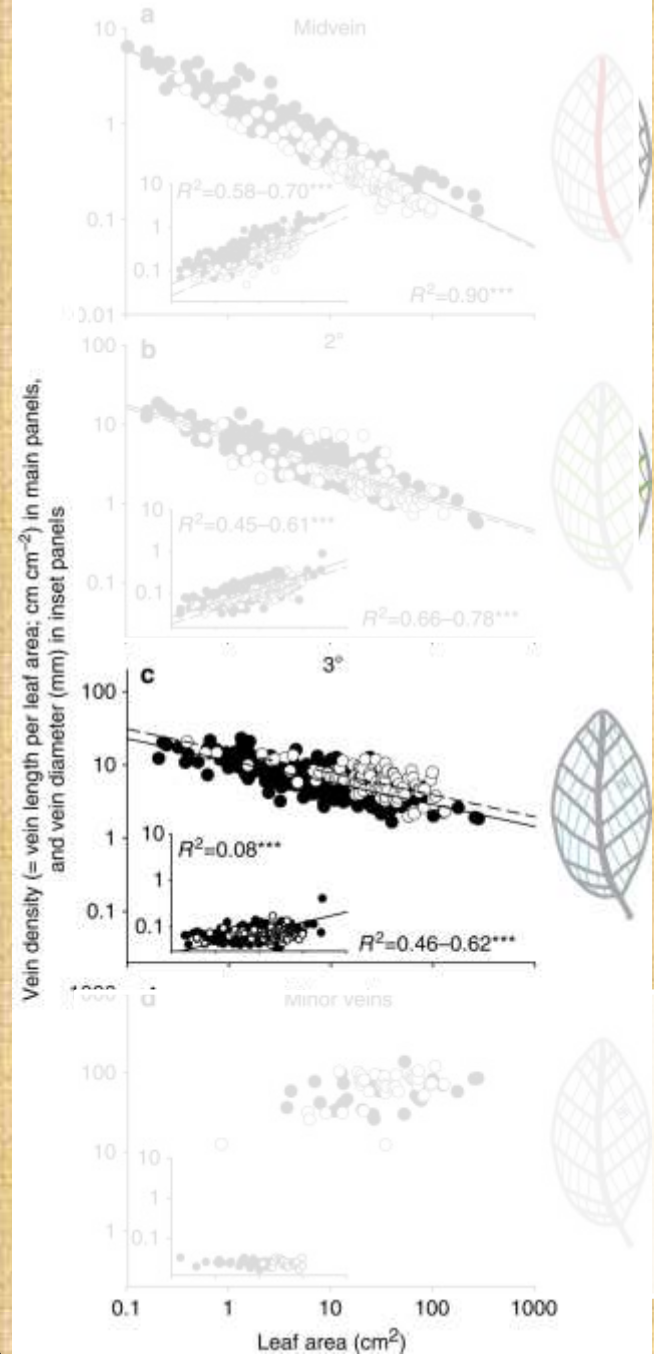 Vein density (= vein length per leaf area; cm cm⁻²) in main panels,
and vein diameter (mm) in inset panels
a
Midvein
10
1
0.1
0.01
10
1
0.1
R²=0.58–0.70***
R²=0.90***
b
2°
100
10
1
0.1
10
1
0.1
R²=0.45–0.61***
R²=0.66–0.78***
c
3°
100
10
1
0.1
10
1
0.1
R²=0.08***
R²=0.46–0.62***
d
Minor veins
1000
100
10
1
10
1
0.1
0.1 1 10 100 1000
Leaf area (cm²)